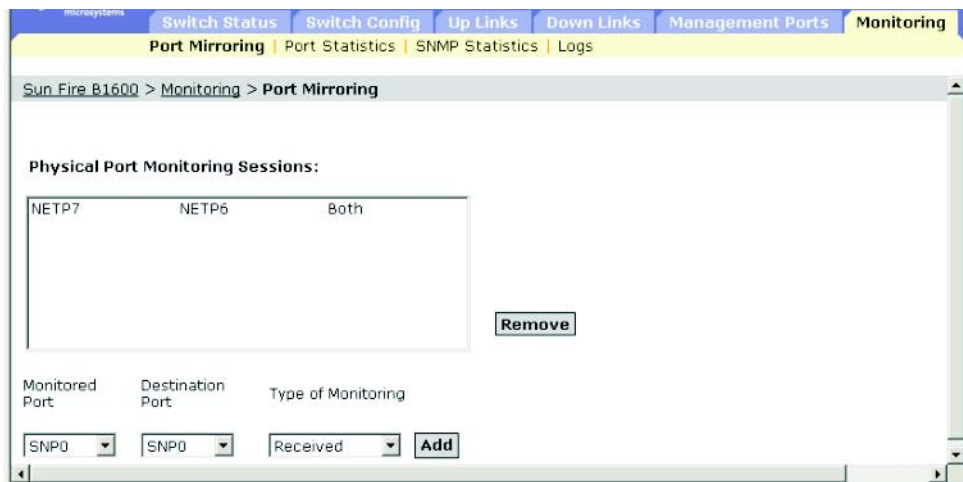 microsystems
Switch Status Switch Config Up Links Down Links Management Ports Monitoring
Port Mirroring | Port Statistics | SNMP Statistics | Logs
Sun Fire B1600 > Monitoring > Port Mirroring
Physical Port Monitoring Sessions:
NETP7 NETP6 Both
Remove
Monitored Port
Destination Port
Type of Monitoring
SNP0 SNP0 Received Add